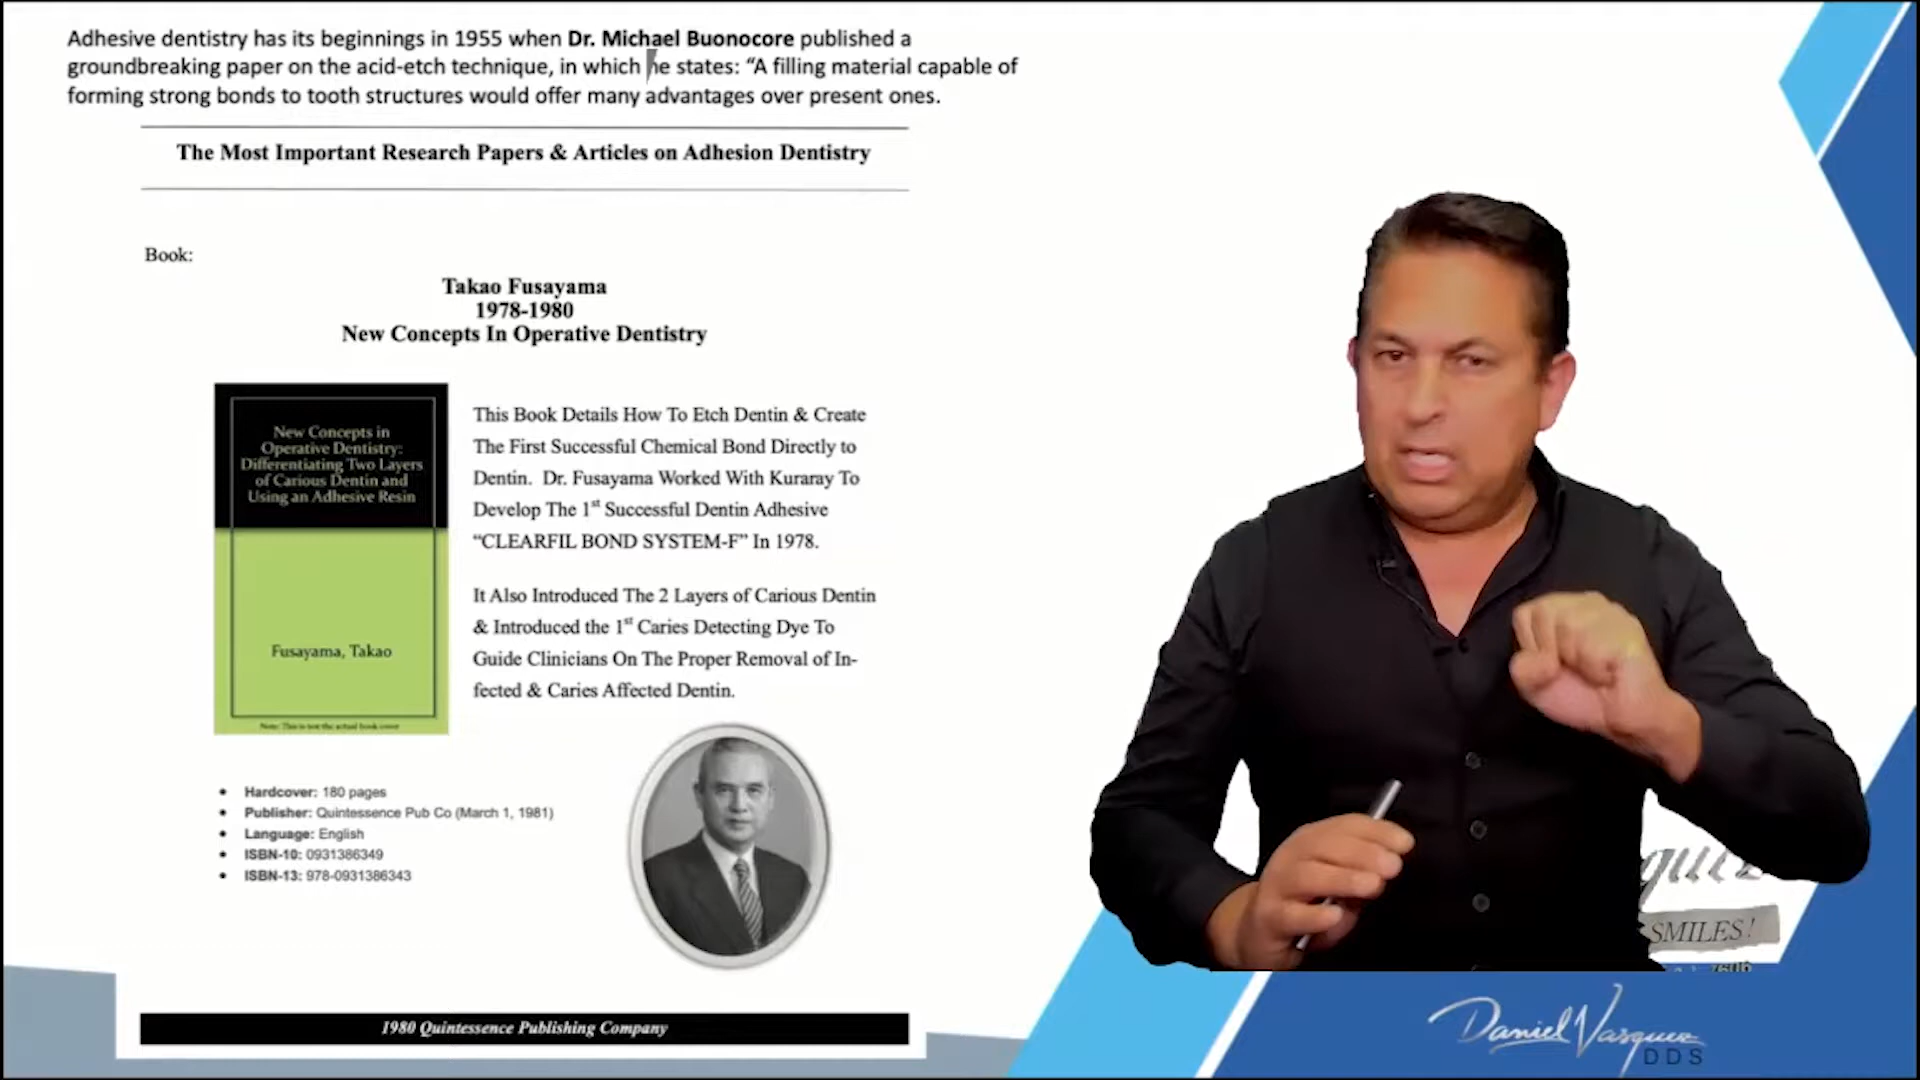 Adhesive dentistry has its beginnings in 1955 when Dr. Michael Buonocore published a
groundbreaking paper on the acid-etch technique, in which he states: “A filling material capable of
forming strong bonds to tooth structures would offer many advantages over present ones.
The Most Important Research Papers & Articles on Adhesion Dentistry
Book:
Takao Fusayama
1978-1980
New Concepts In Operative Dentistry
New Concepts in
Operative Dentistry:
Differentiating Two Layers
of Carious Dentin and
Using an Adhesive Resin
Fusayama, Takao
Note: This is not the actual book cover
This Book Details How To Etch Dentin & Create
The First Successful Chemical Bond Directly to
Dentin. Dr. Fusayama Worked With Kuraray To
Develop The 1st Successful Dentin Adhesive
“CLEARFIL BOND SYSTEM-F” In 1978.
It Also Introduced The 2 Layers of Carious Dentin
& Introduced the 1st Caries Detecting Dye To
Guide Clinicians On The Proper Removal of In-
fected & Caries Affected Dentin.
• Hardcover: 180 pages
• Publisher: Quintessence Pub Co (March 1, 1981)
• Language: English
• ISBN-10: 0931386349
• ISBN-13: 978-0931386343
1980 Quintessence Publishing Company
SMILES!
Daniel Vasquez
DDS